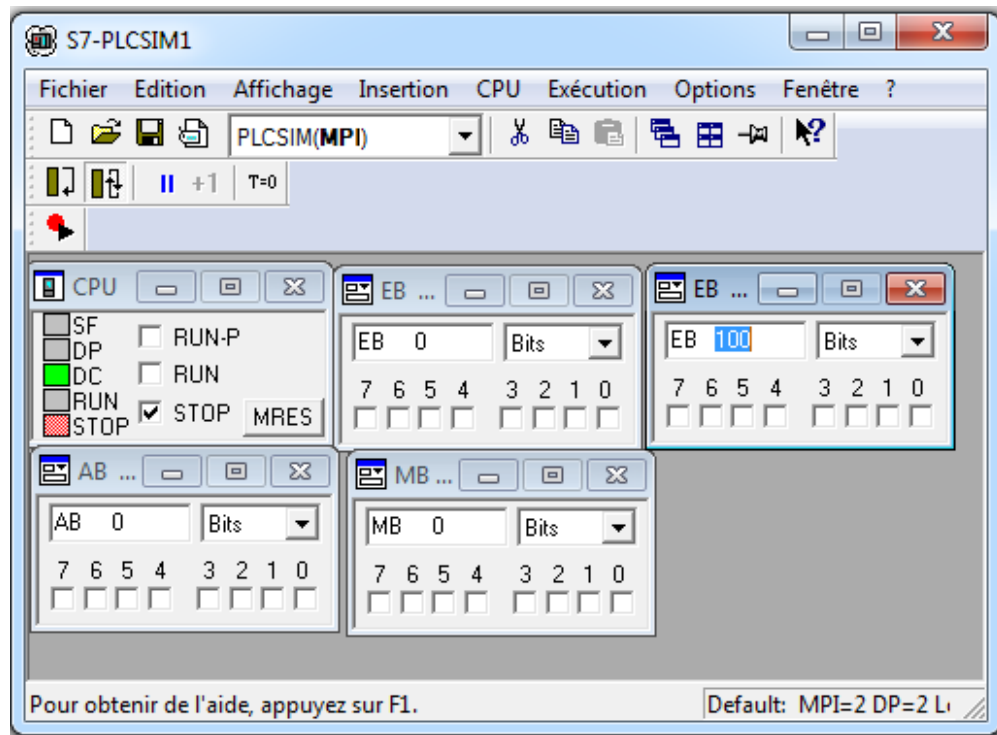 S7-PLCSIM1
Fichier Edition Affichage Insertion CPU Exécution Options Fenêtre ?
PLCSIM(MPI)
+1 T=0
CPU
SF
DP
DC
RUN
STOP
RUN-P
RUN
STOP MRES
EB ...
EB 0 Bits
7 6 5 4 3 2 1 0
EB ...
EB 100 Bits
7 6 5 4 3 2 1 0
AB ...
AB 0 Bits
7 6 5 4 3 2 1 0
MB ...
MB 0 Bits
7 6 5 4 3 2 1 0
Pour obtenir de l'aide, appuyez sur F1. Default: MPI=2 DP=2